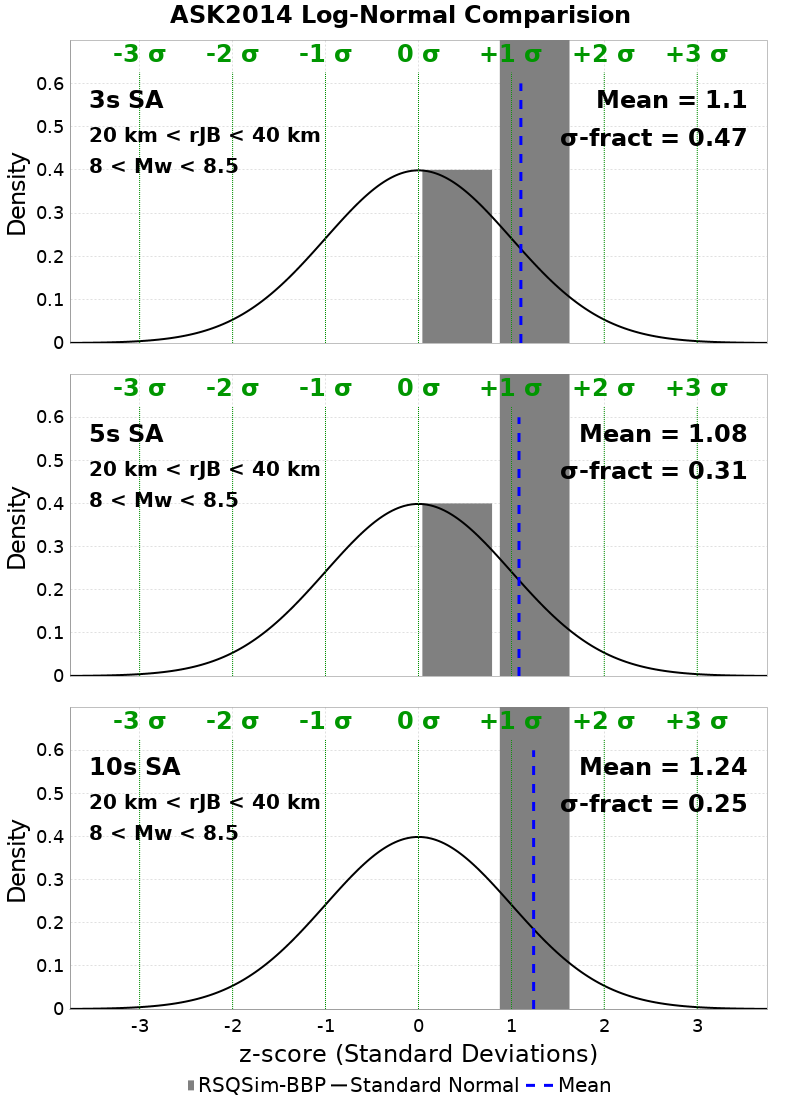 ASK2014 Log-Normal Comparision
-3 σ -2 σ -1 σ 0 σ +1 σ +2 σ +3 σ
3s SA
20 km < rJB < 40 km
8 < Mw < 8.5
Mean = 1.1
σ-fract = 0.47
Density
0.6
0.5
0.4
0.3
0.2
0.1
0
-3 σ -2 σ -1 σ 0 σ +1 σ +2 σ +3 σ
5s SA
20 km < rJB < 40 km
8 < Mw < 8.5
Mean = 1.08
σ-fract = 0.31
Density
0.6
0.5
0.4
0.3
0.2
0.1
0
-3 σ -2 σ -1 σ 0 σ +1 σ +2 σ +3 σ
10s SA
20 km < rJB < 40 km
8 < Mw < 8.5
Mean = 1.24
σ-fract = 0.25
Density
0.6
0.5
0.4
0.3
0.2
0.1
0
-3 -2 -1 0 1 2 3
z-score (Standard Deviations)
RSQSim-BBP Standard Normal Mean